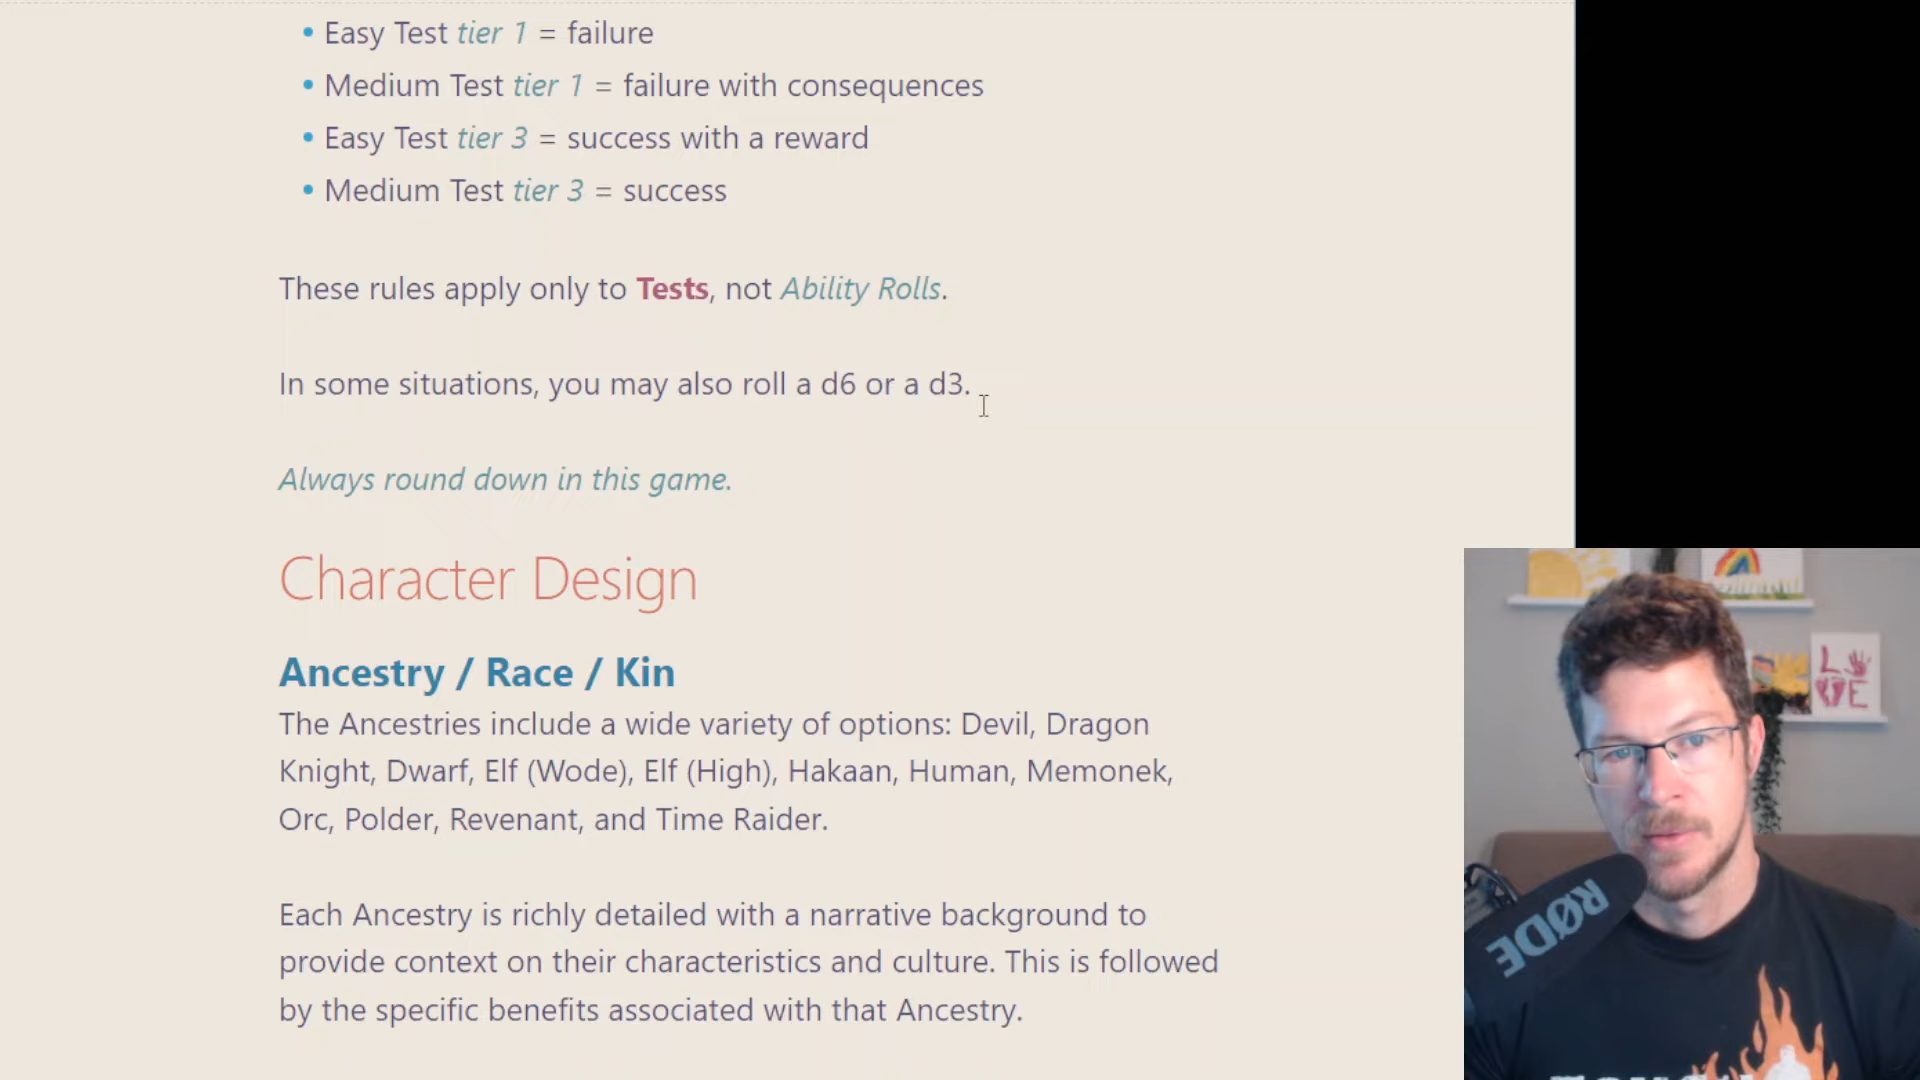 • Easy Test tier 1 = failure
• Medium Test tier 1 = failure with consequences
• Easy Test tier 3 = success with a reward
• Medium Test tier 3 = success
These rules apply only to Tests, not Ability Rolls.
In some situations, you may also roll a d6 or a d3.
Always round down in this game.
Character Design
Ancestry / Race / Kin
The Ancestries include a wide variety of options: Devil, Dragon
Knight, Dwarf, Elf (Wode), Elf (High), Hakaan, Human, Memonek,
Orc, Polder, Revenant, and Time Raider.
Each Ancestry is richly detailed with a narrative background to
provide context on their characteristics and culture. This is followed
by the specific benefits associated with that Ancestry.
L
VE
RØDE